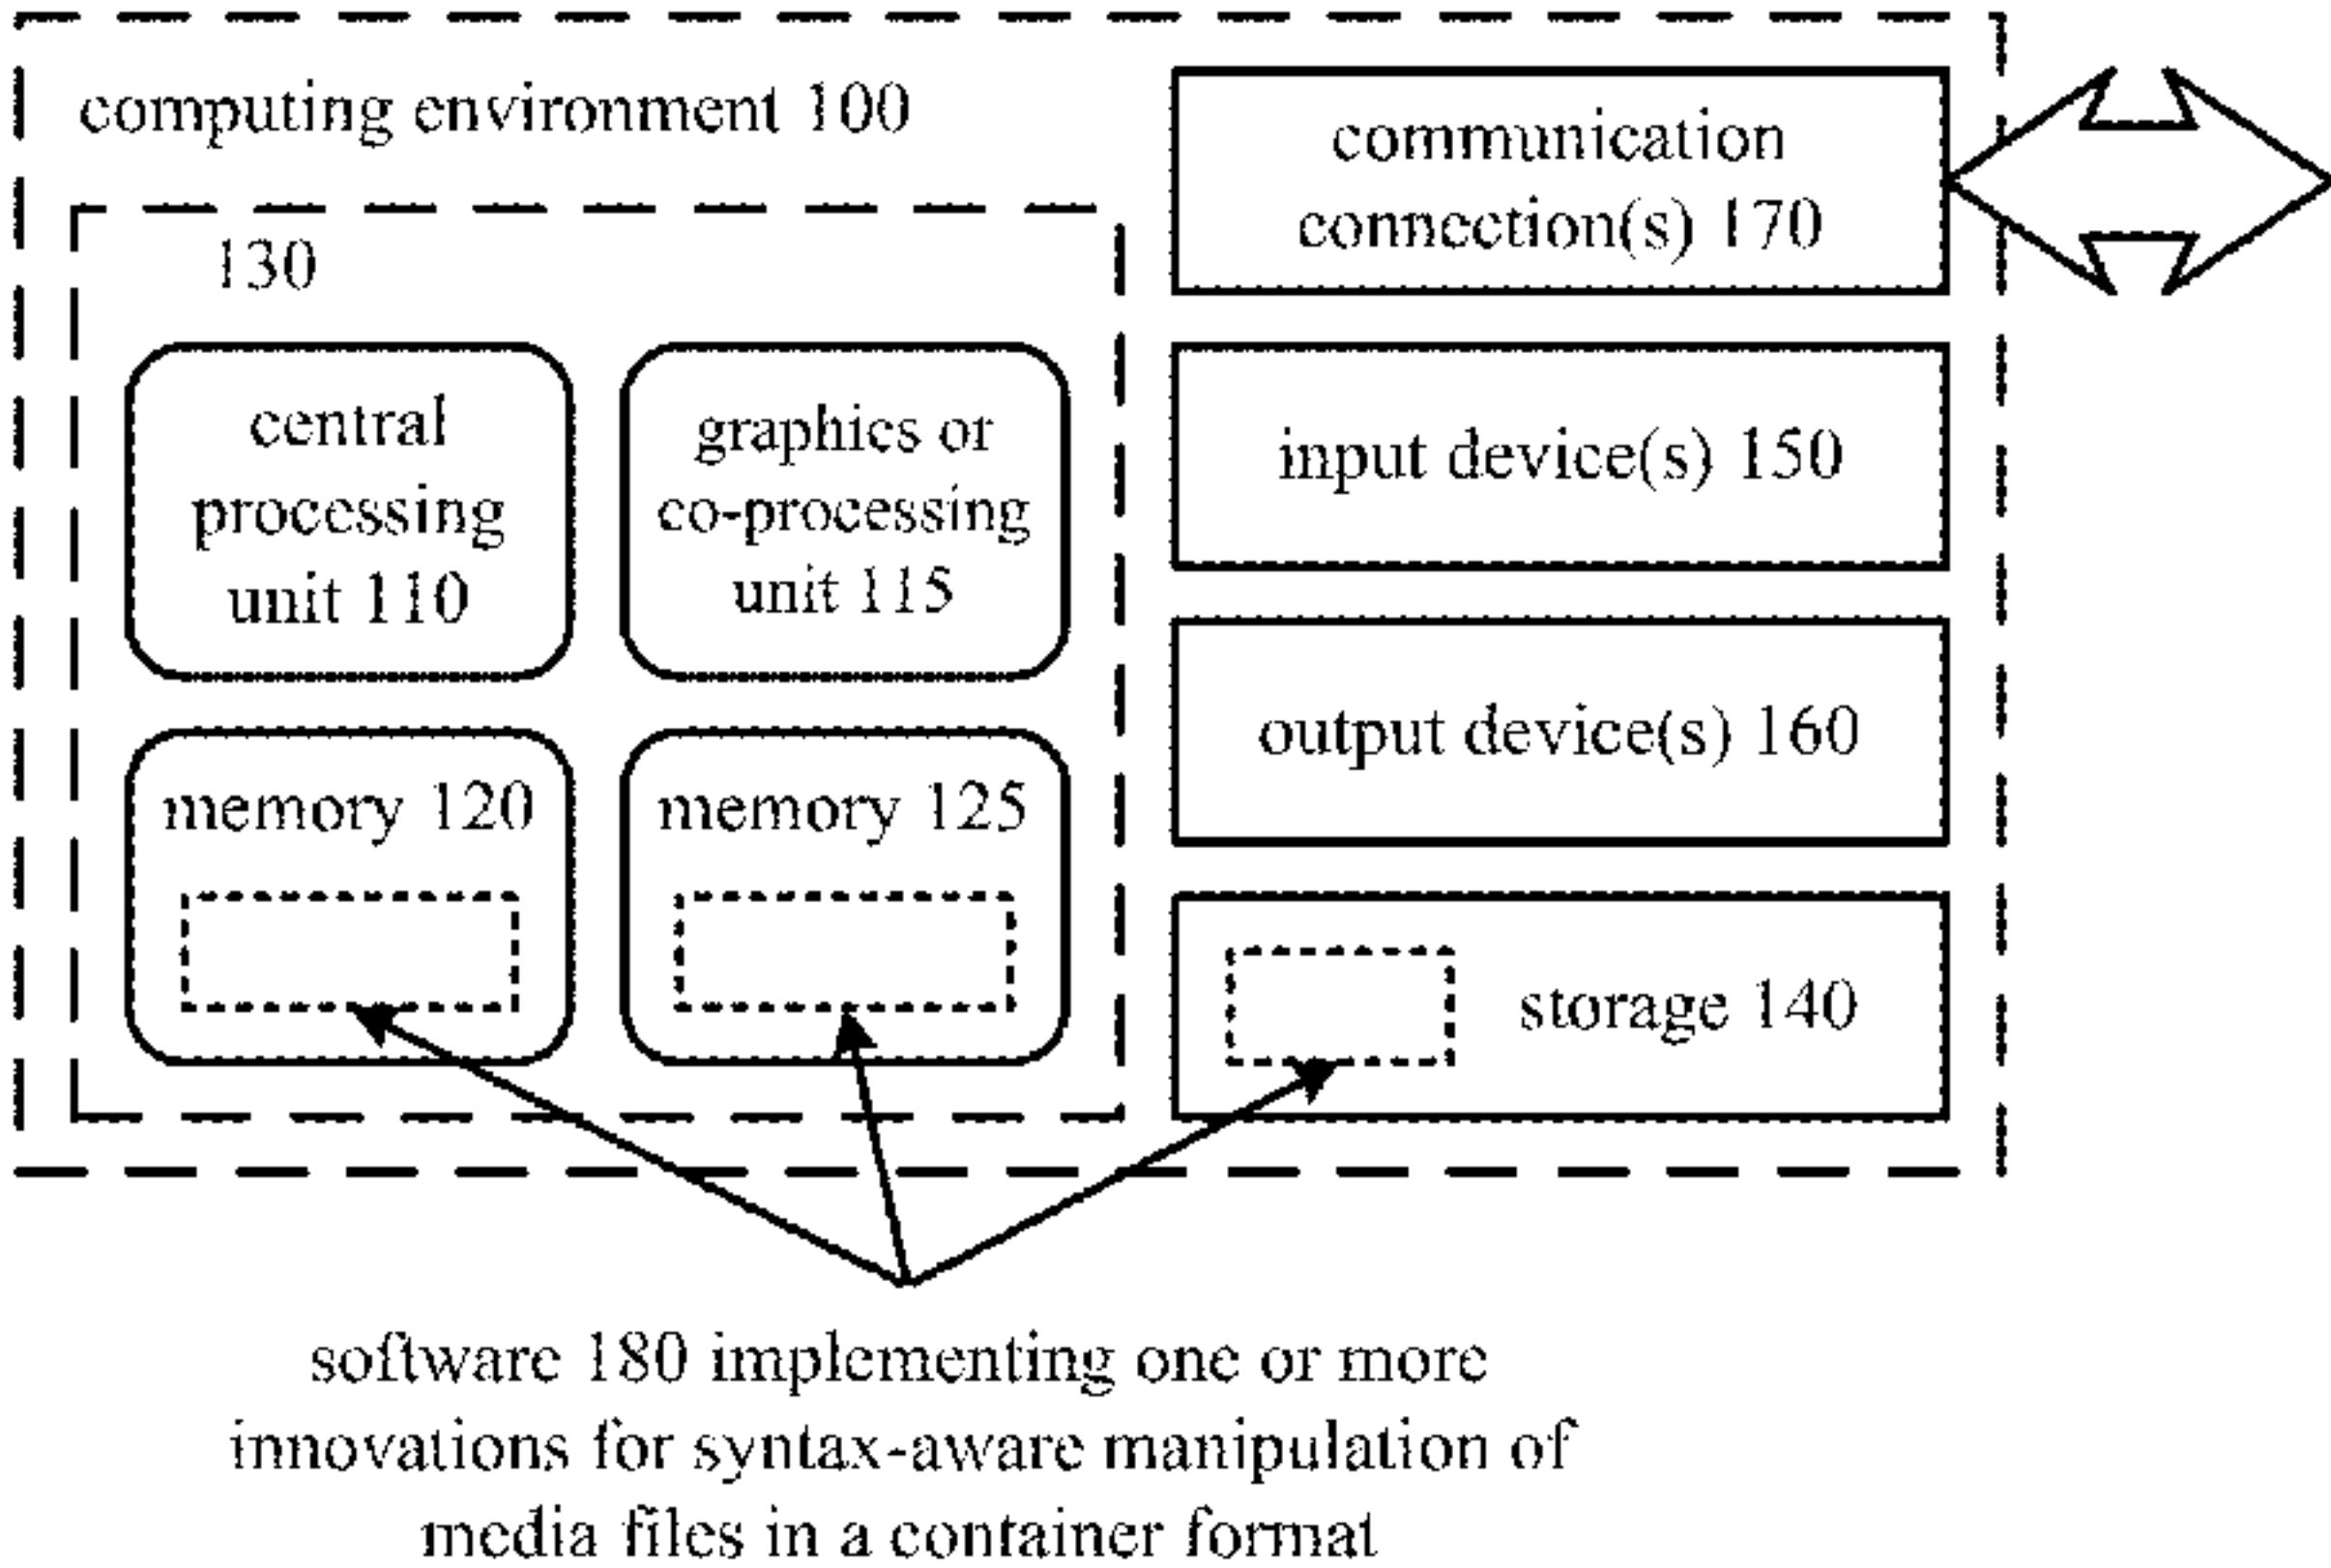 computing environment 100
130
central
processing
unit 110
graphics or
co-processing
unit 115
memory 120
memory 125
communication
connection(s) 170
input device(s) 150
output device(s) 160
storage 140
software 180 implementing one or more
innovations for syntax-aware manipulation of
media files in a container format